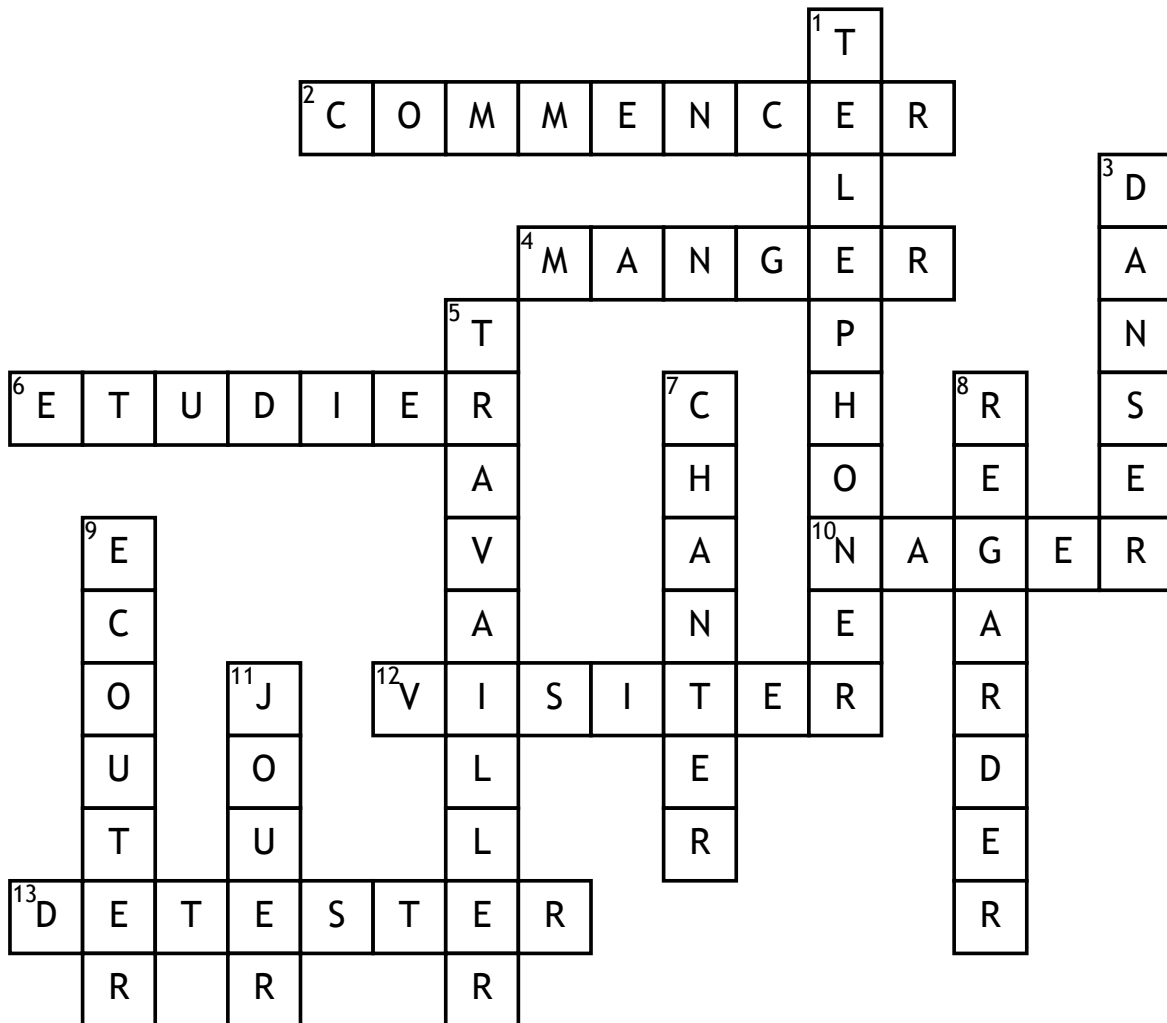 1 T
2 C O M M E N C E R
L 3 D
4 M A N G E R A
5 T P N
6 E T U D I E R 7 C H 8 R S
A H O E E
9 E V A 10 N A G E R
C A N E A
O 11 J 12 V I S I T E R R
U O L E D
T U L R E
13 D E T E S T E R R
R R R